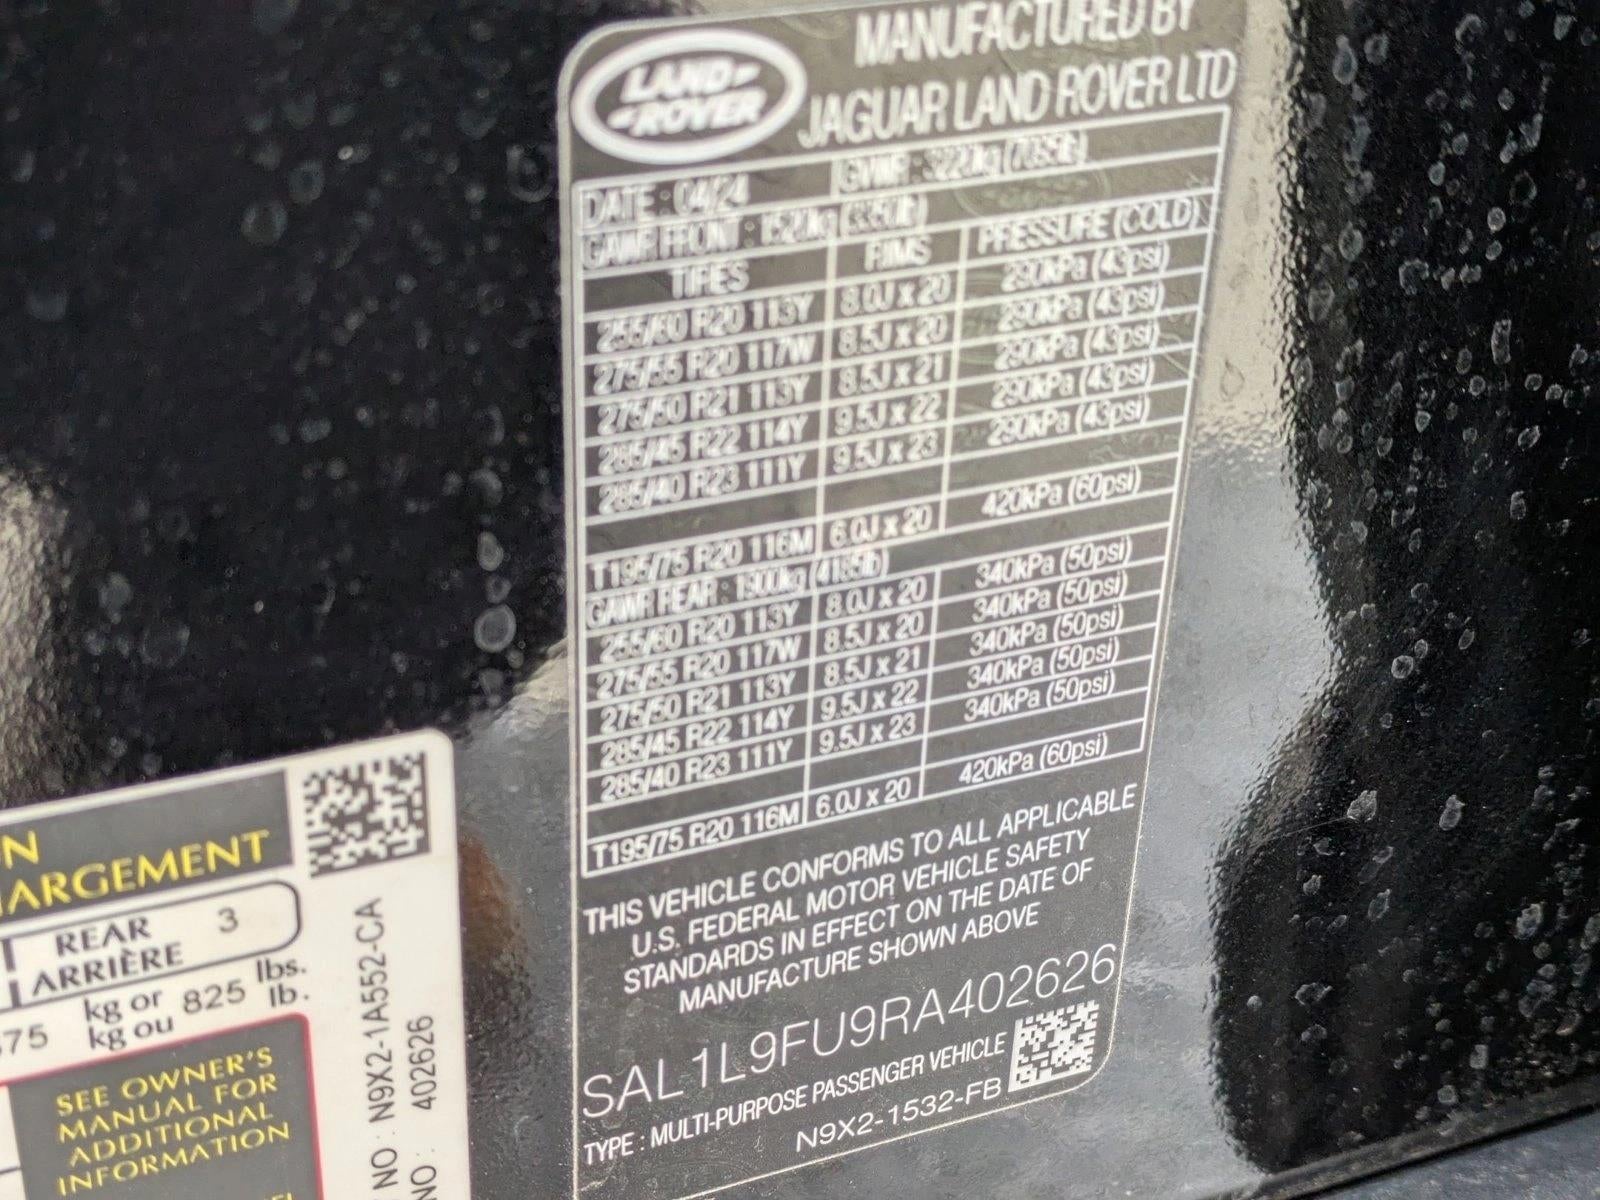 LAND-
-ROVER
MANUFACTURED BY
JAGUAR LAND ROVER LTD
DATE : 04/24 GVWR : 3220kg (7099lb)
GAWR FRONT : 1520kg (3350lb)
TIRES RIMS PRESSURE (COLD)
255/60 R20 113Y 8.0J x 20 290kPa (43psi)
275/55 R20 117W 8.5J x 20 290kPa (43psi)
275/50 R21 113Y 8.5J x 21 290kPa (43psi)
285/45 R22 114Y 9.5J x 22 290kPa (43psi)
285/40 R23 111Y 9.5J x 23 290kPa (43psi)
T195/75 R20 116M 6.0J x 20 420kPa (60psi)
GAWR REAR : 1900kg (4185lb)
255/60 R20 113Y 8.0J x 20 340kPa (50psi)
275/55 R20 117W 8.5J x 20 340kPa (50psi)
275/50 R21 113Y 8.5J x 21 340kPa (50psi)
285/45 R22 114Y 9.5J x 22 340kPa (50psi)
285/40 R23 111Y 9.5J x 23 340kPa (50psi)
T195/75 R20 116M 6.0J x 20 420kPa (60psi)
THIS VEHICLE CONFORMS TO ALL APPLICABLE
U.S. FEDERAL MOTOR VEHICLE SAFETY
STANDARDS IN EFFECT ON THE DATE OF
MANUFACTURE SHOWN ABOVE
SAL1L9FU9RA402626
TYPE : MULTI-PURPOSE PASSENGER VEHICLE
N9X2-1532-FB
ON
HARGEMENT
REAR 3
ARRIÈRE
375 kg or 825 lbs.
kg ou lb.
SEE OWNER'S
MANUAL FOR
ADDITIONAL
INFORMATION
NO : N9X2-1A552-CA
NO : 402626